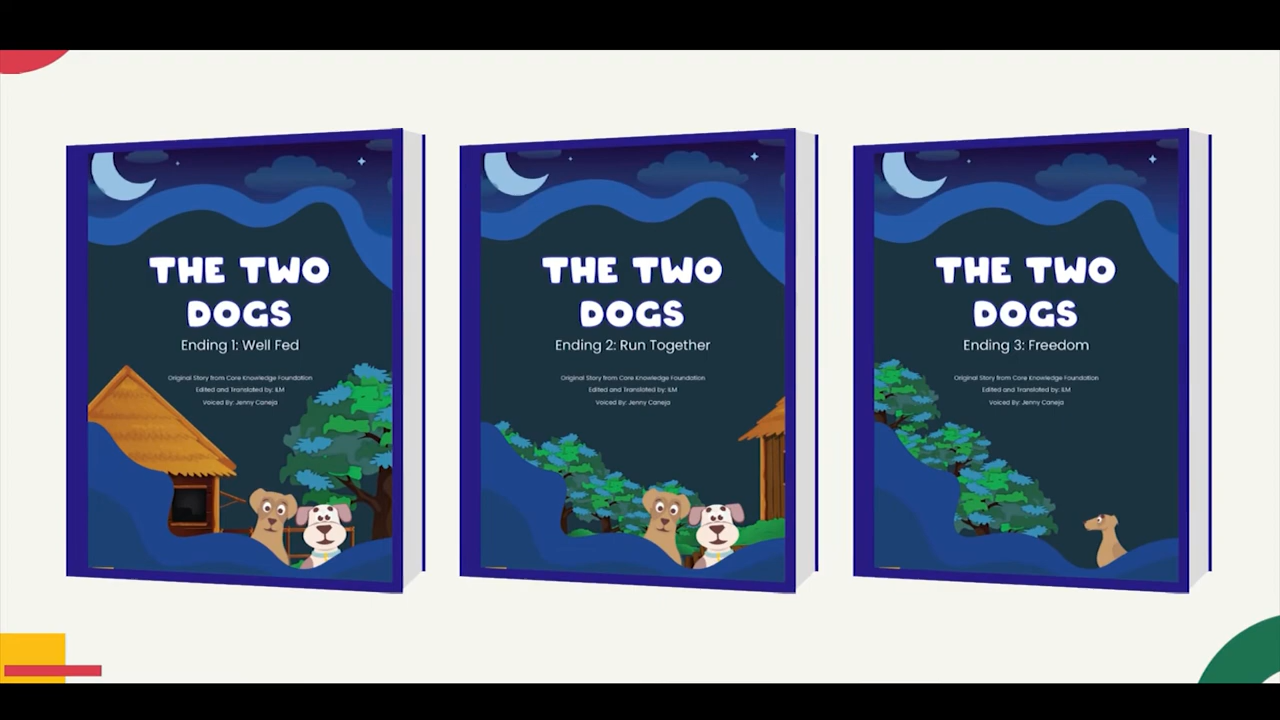 THE TWO
DOGS
Ending 1: Well Fed
Original Story from Core Knowledge Foundation
Edited and Translated by: ILM
Voiced By: Jenny Caneja
THE TWO
DOGS
Ending 2: Run Together
Original Story from Core Knowledge Foundation
Edited and Translated by: ILM
Voiced By: Jenny Caneja
THE TWO
DOGS
Ending 3: Freedom
Original Story from Core Knowledge Foundation
Edited and Translated by: ILM
Voiced By: Jenny Caneja